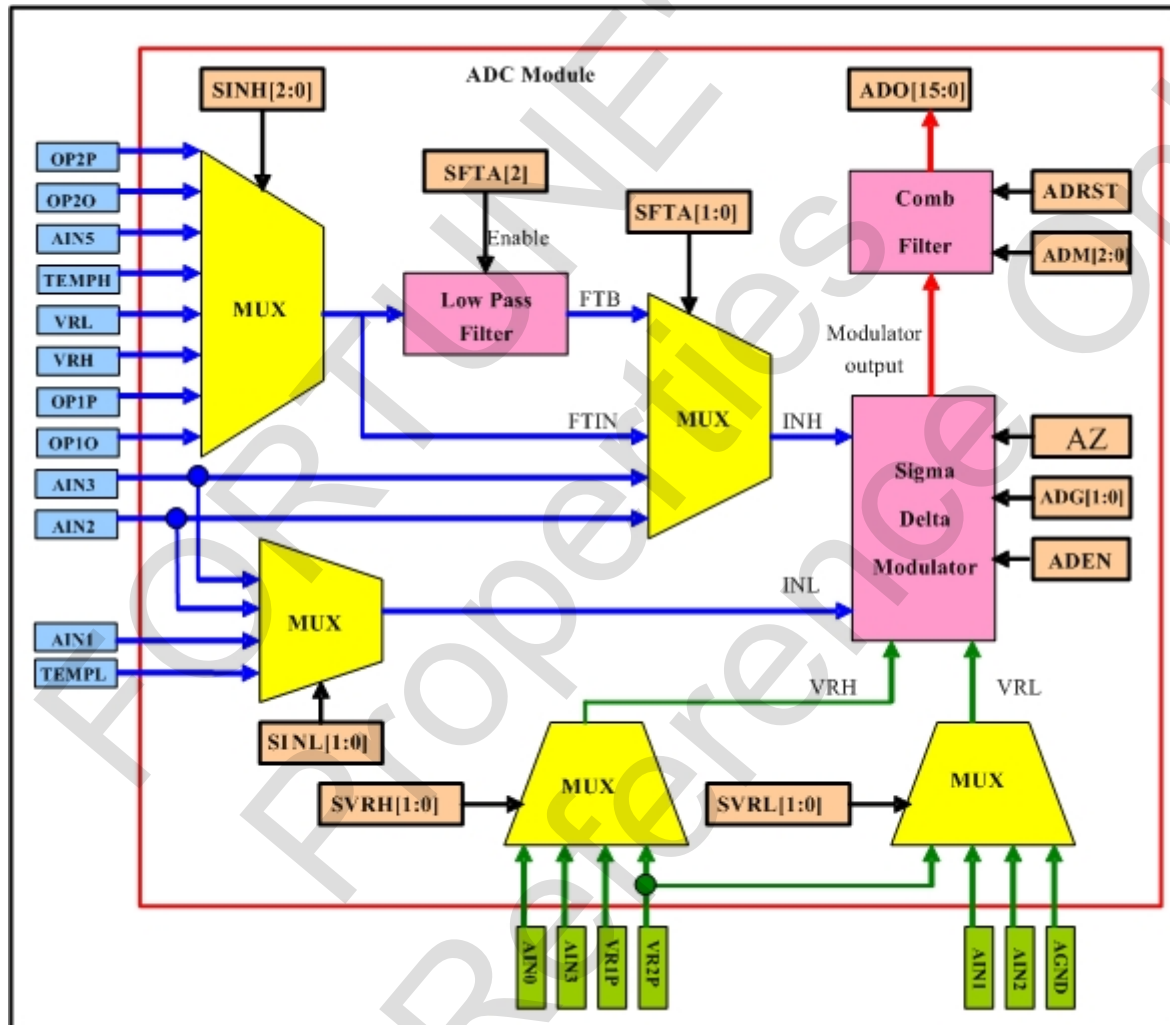 ADC Module
SINH[2:0]
ADO[15:0]
OP2P
OP2O
AIN5
TEMPH
VRL
VRH
OP1P
OP1O
AIN3
AIN2
AIN1
TEMPL
MUX
SFTA[2]
Enable
Low Pass
Filter
FTB
FTIN
SFTA[1:0]
MUX
INH
Comb
Filter
ADRST
ADM[2:0]
Modulator
output
Sigma
Delta
Modulator
AZ
ADG[1:0]
ADEN
MUX
INL
SINL[1:0]
VRH
VRL
SVRH[1:0]
MUX
SVRL[1:0]
MUX
AIN0
AIN3
VR1P
VR2P
AIN1
AIN2
AGND
FORTUNE
Properties
Reference